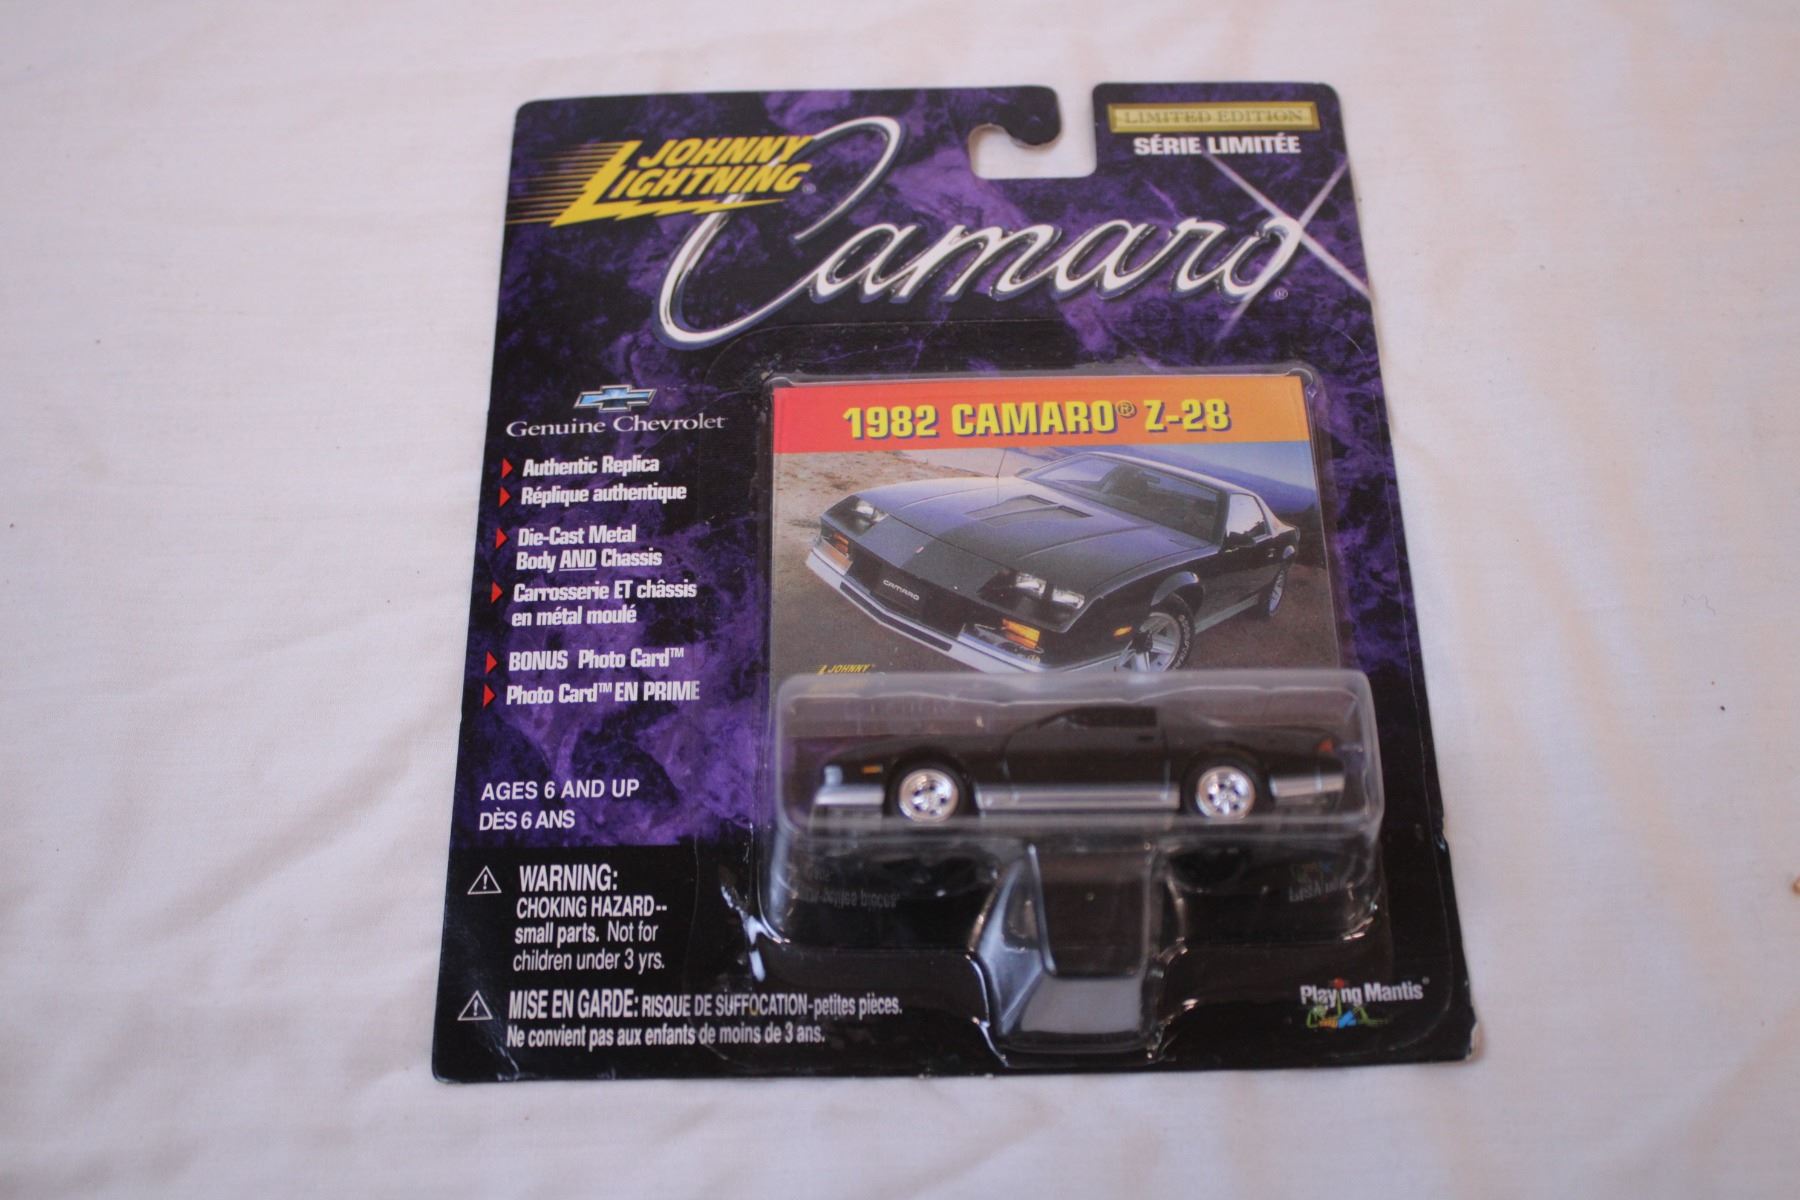 JOHNNY
LIGHTNING®
Camaro®
LIMITED EDITION
SÉRIE LIMITÉE
Genuine Chevrolet™
Authentic Replica
Réplique authentique
Die-Cast Metal
Body AND Chassis
Carrosserie ET châssis
en métal moulé
BONUS Photo Card™
Photo Card™ EN PRIME
AGES 6 AND UP
DÈS 6 ANS
1982 CAMARO® Z-28
CAMARO
JOHNNY
WARNING:
CHOKING HAZARD--
small parts. Not for
children under 3 yrs.
MISE EN GARDE: RISQUE DE SUFFOCATION-petites pièces.
Ne convient pas aux enfants de moins de 3 ans.
Playing Mantis®